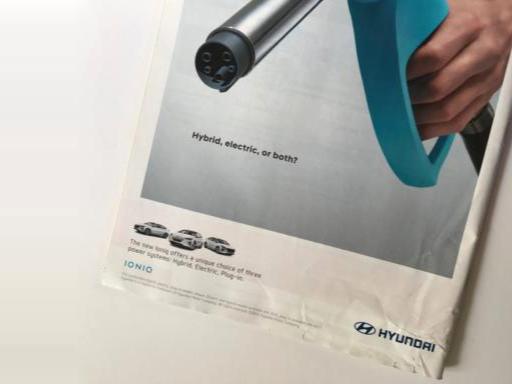 Hybrid, electric, or both?
The new Ioniq offers a unique choice of three
power systems: Hybrid, Electric, Plug-in.
IONIQ
HYUNDAI